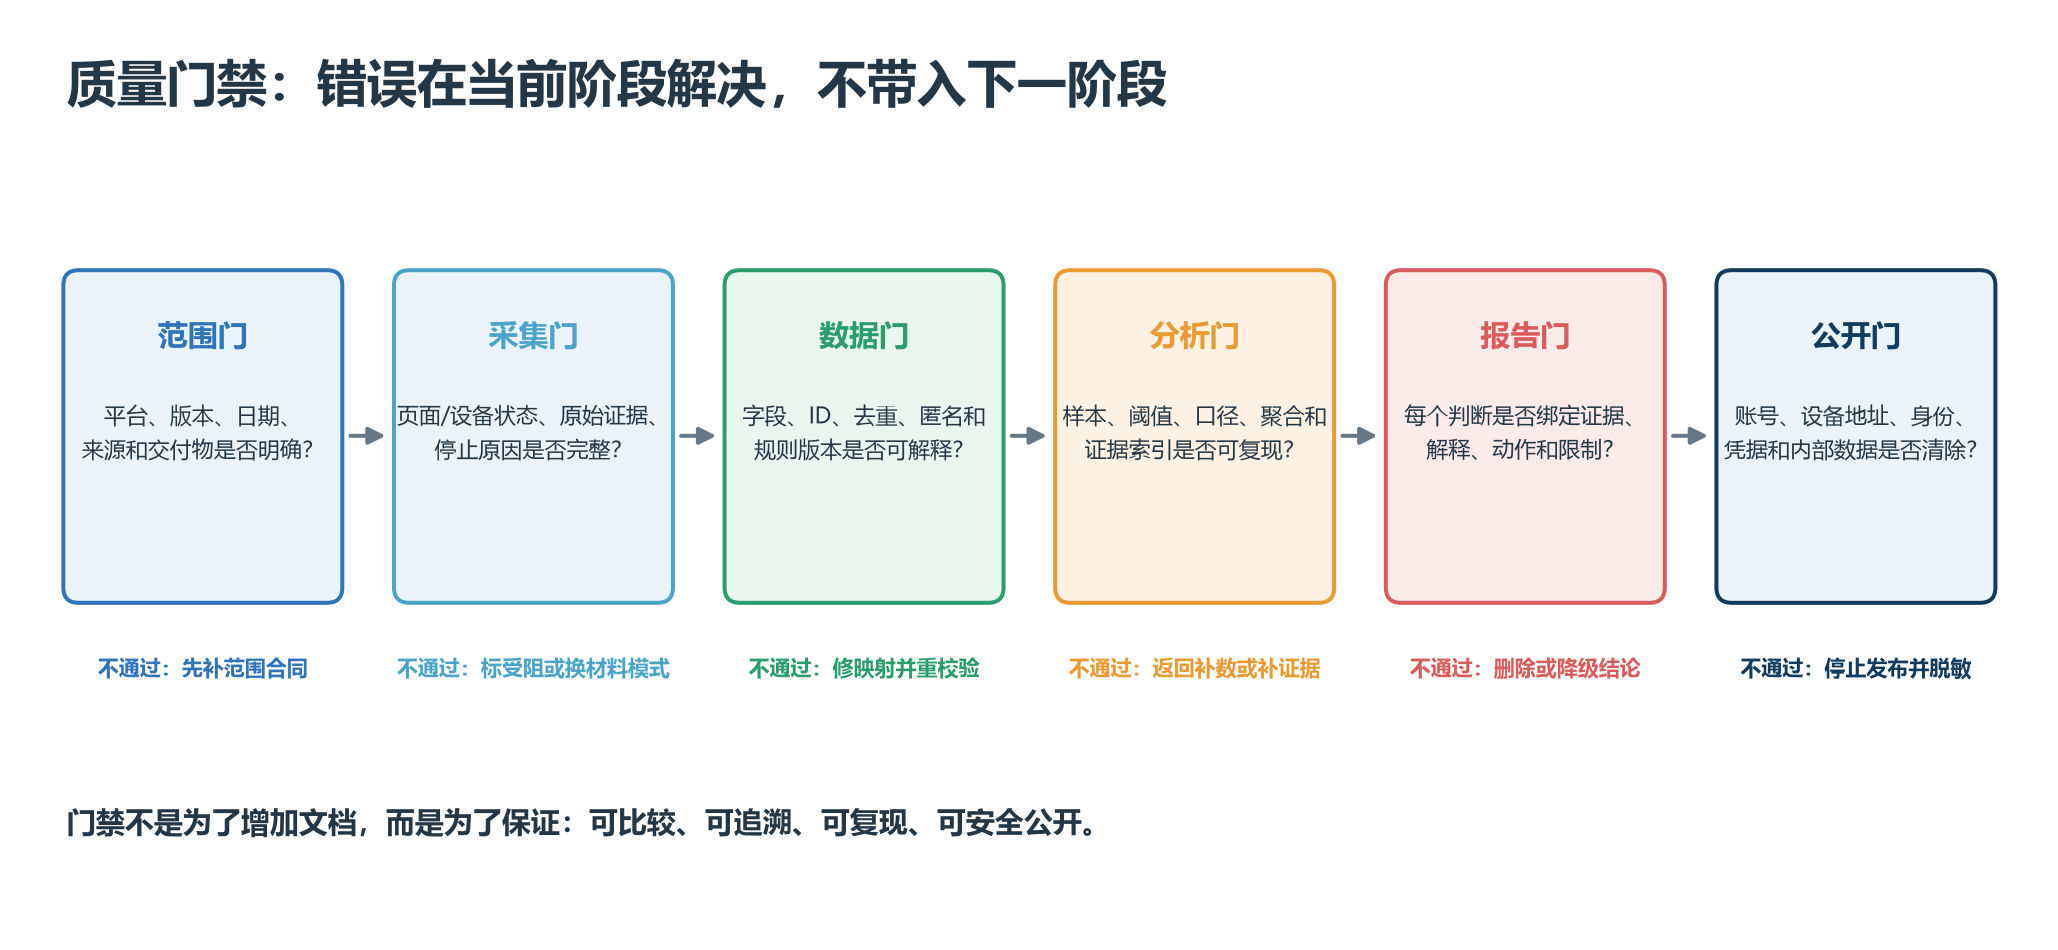 质量门禁：错误在当前阶段解决，不带入下一阶段
范围门
平台、版本、日期、
来源和交付物是否明确？
不通过：先补范围合同
采集门
页面/设备状态、原始证据、
停止原因是否完整？
不通过：标受阻或换材料模式
数据门
字段、ID、去重、匿名和
规则版本是否可解释？
不通过：修映射并重校验
分析门
样本、阈值、口径、聚合和
证据索引是否可复现？
不通过：返回补数或补证据
报告门
每个判断是否绑定证据、
解释、动作和限制？
不通过：删除或降级结论
公开门
账号、设备地址、身份、
凭据和内部数据是否清除？
不通过：停止发布并脱敏
门禁不是为了增加文档，而是为了保证：可比较、可追溯、可复现、可安全公开。